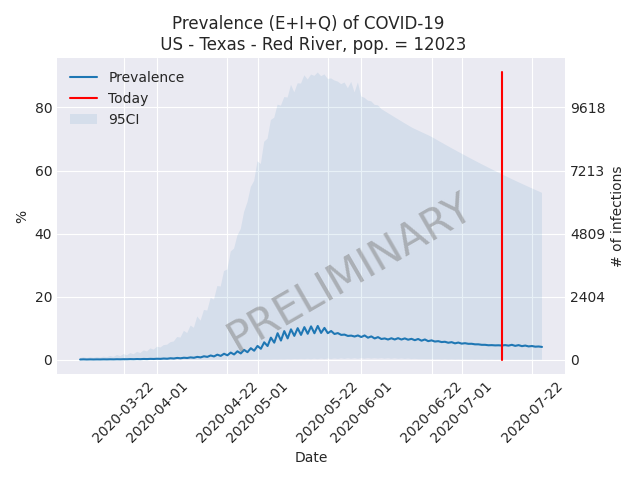 Prevalence (E+I+Q) of COVID-19
US - Texas - Red River, pop. = 12023
Prevalence
Today
95CI
80
60
40
20
0
%
9618
7213
4809
2404
0
# of infections
PRELIMINARY
2020-03-22
2020-04-01
2020-04-22
2020-05-01
2020-05-22
2020-06-01
2020-06-22
2020-07-01
2020-07-22
Date